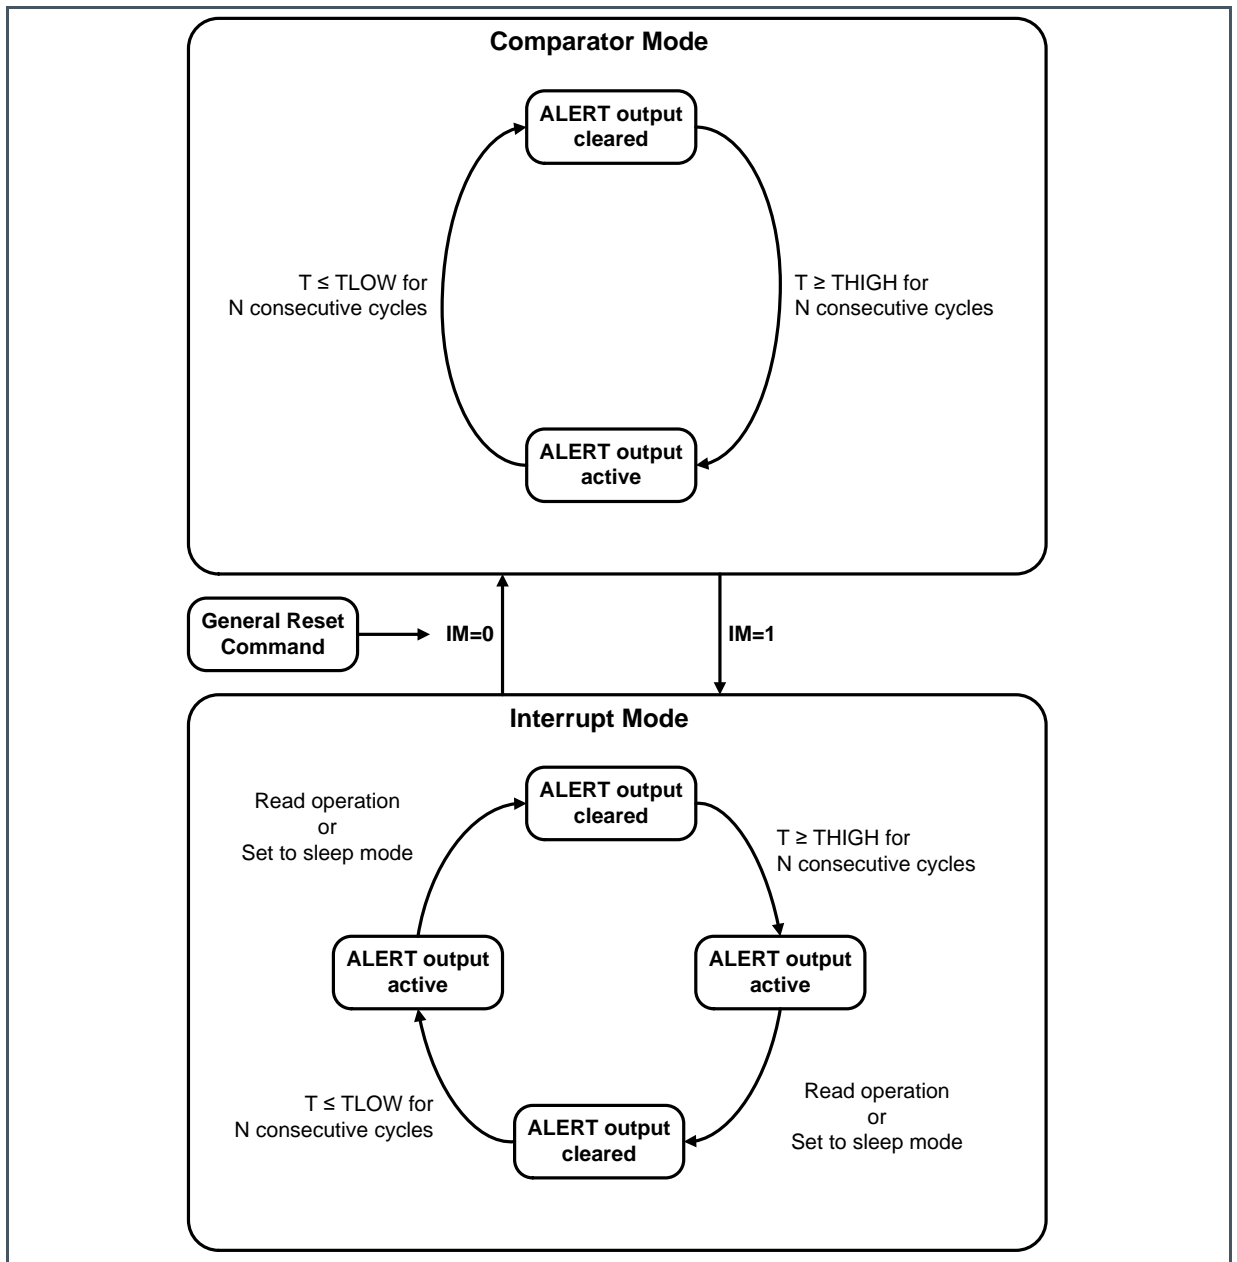 Comparator Mode
ALERT output
cleared
T ≤ TLOW for
N consecutive cycles
T ≥ THIGH for
N consecutive cycles
ALERT output
active
General Reset
Command
IM=0
IM=1
Interrupt Mode
ALERT output
cleared
Read operation
or
Set to sleep mode
T ≥ THIGH for
N consecutive cycles
ALERT output
active
ALERT output
active
T ≤ TLOW for
N consecutive cycles
Read operation
or
Set to sleep mode
ALERT output
cleared